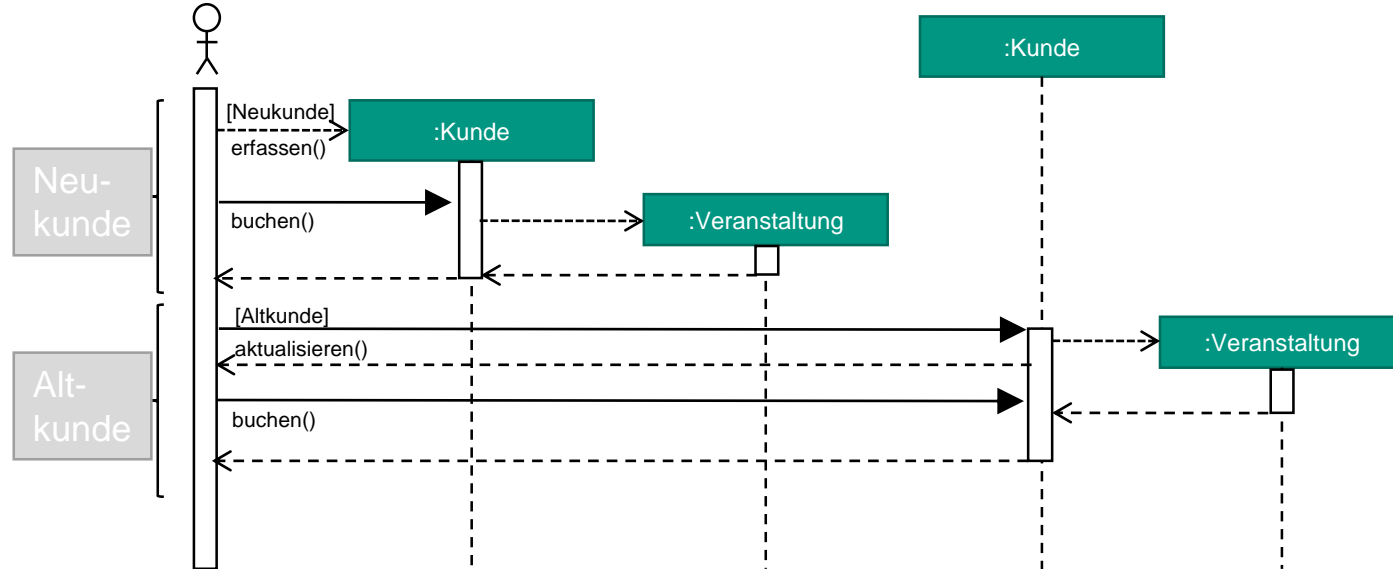 :Kunde
[Neukunde]
:Kunde
erfassen()
Neu-
kunde
buchen()
:Veranstaltung
[Altkunde]
aktualisieren()
:Veranstaltung
Alt-
kunde
buchen()